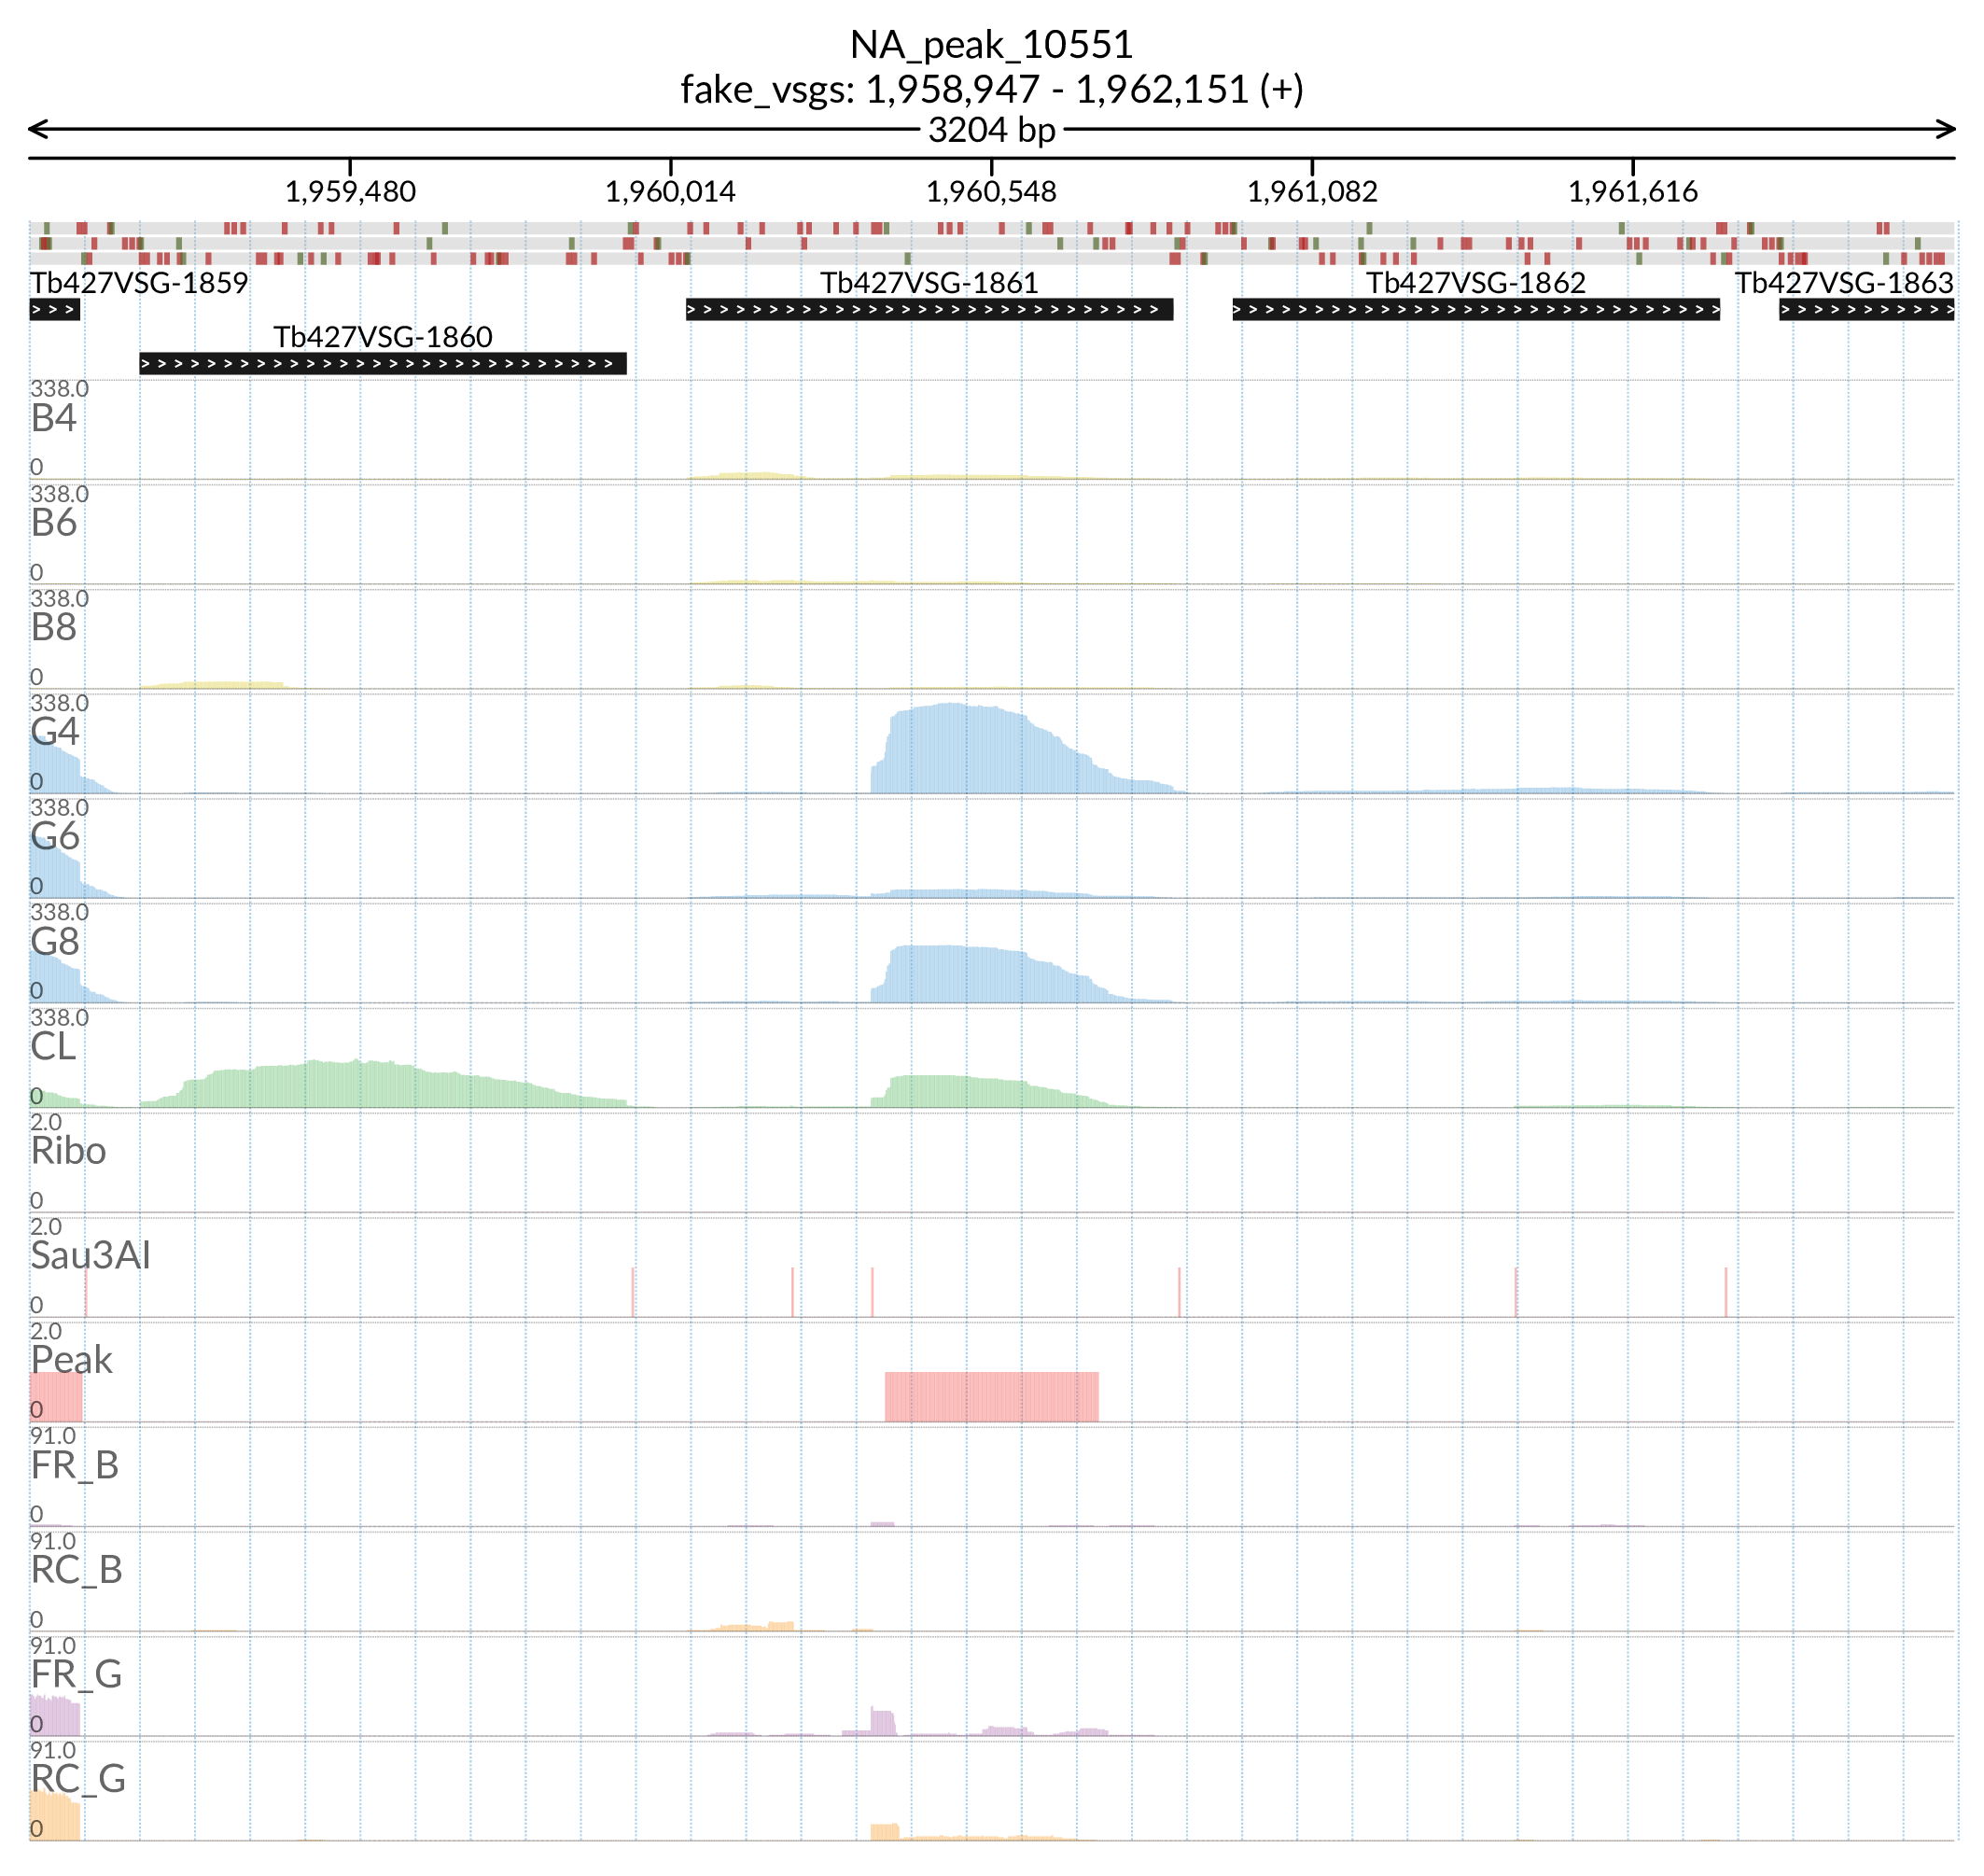 NA_peak_10551
fake_vsgs: 1,958,947 - 1,962,151 (+)
3204 bp
1,959,480 1,960,014 1,960,548 1,961,082 1,961,616
Tb427VSG-1859 Tb427VSG-1861 Tb427VSG-1862 Tb427VSG-1863
Tb427VSG-1860
338.0
B4
0
338.0
B6
0
338.0
B8
0
338.0
G4
0
338.0
G6
0
338.0
G8
0
338.0
CL
0
2.0
Ribo
0
2.0
Sau3AI
0
2.0
Peak
0
91.0
FR_B
0
91.0
RC_B
0
91.0
FR_G
0
91.0
RC_G
0